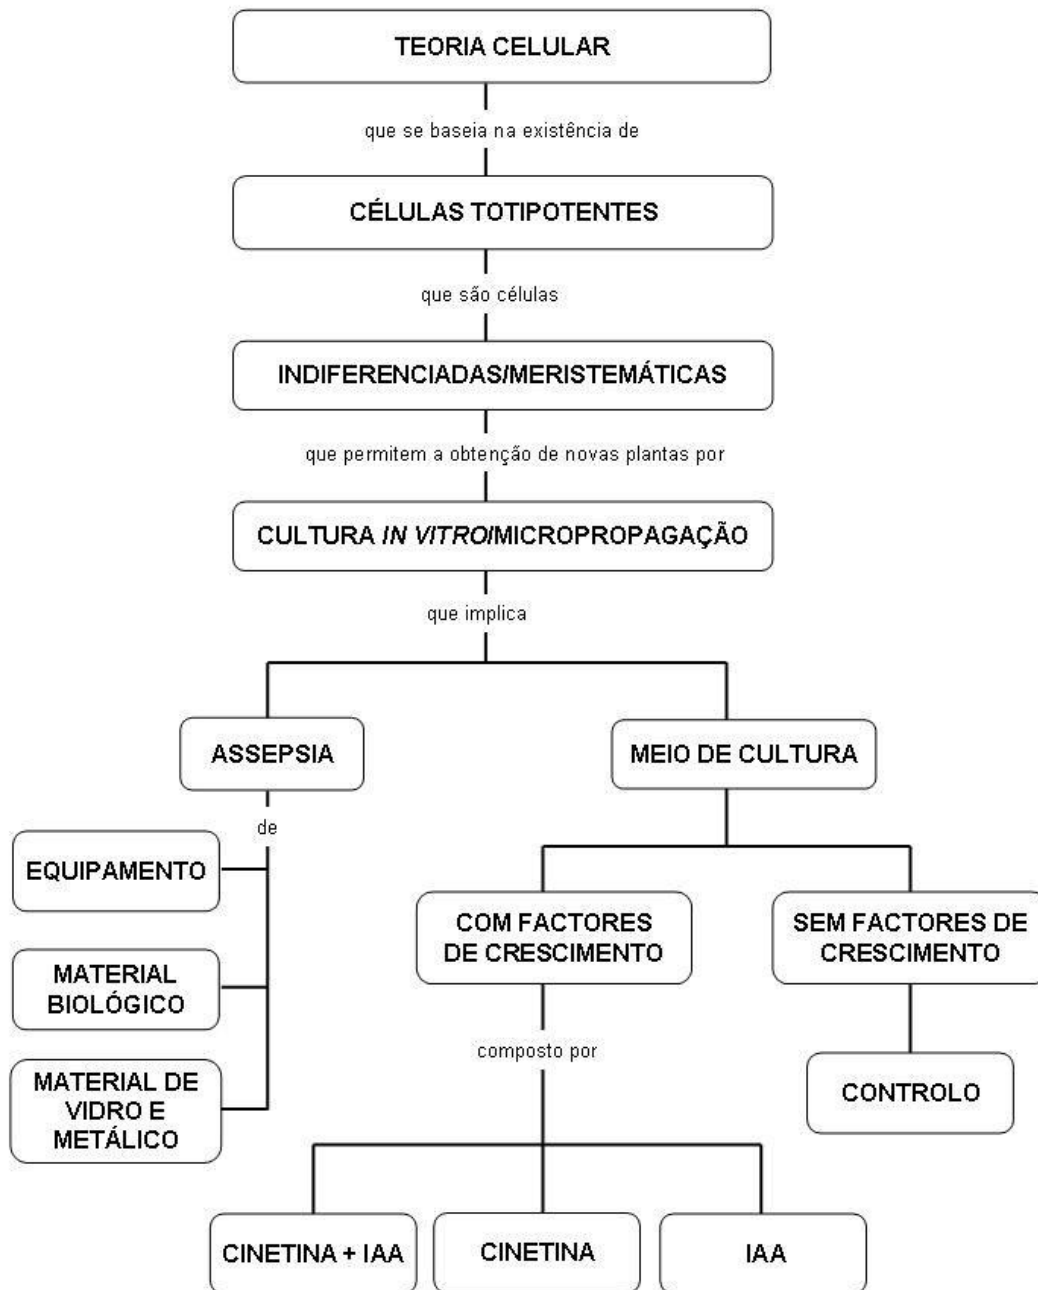 TEORIA CELULAR
que se baseia na existência de
CÉLULAS TOTIPOTENTES
que são células
INDIFERENCIADAS/MERISTEMÁTICAS
que permitem a obtenção de novas plantas por
CULTURA IN VITRO/MICROPROPAGAÇÃO
que implica
ASSEPSIA
de
EQUIPAMENTO
MATERIAL
BIOLÓGICO
MATERIAL DE
VIDRO E
METÁLICO
MEIO DE CULTURA
COM FACTORES
DE CRESCIMENTO
composto por
CINETINA + IAA
CINETINA
IAA
SEM FACTORES DE
CRESCIMENTO
CONTROLO